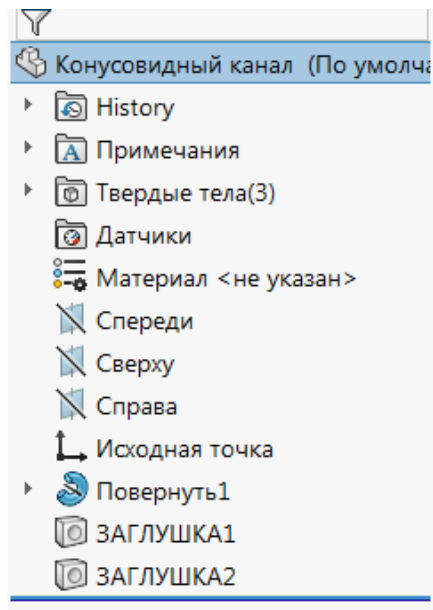 Конусовидный канал (По умолча
History
Примечания
Твердые тела(3)
Датчики
Материал <не указан>
Спереди
Сверху
Справа
Исходная точка
Повернуть1
ЗАГЛУШКА1
ЗАГЛУШКА2